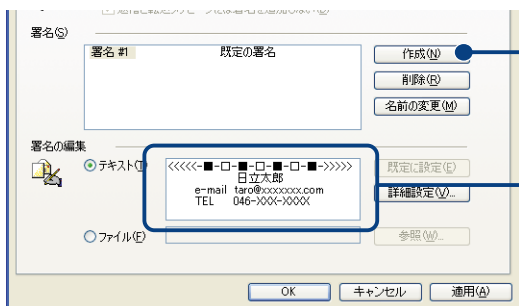 署名(S)
署名 #1 既定の署名
作成(N)
削除(R)
名前の変更(M)
署名の編集
テキスト(T)
<<<<<-■-□-■-□-■-□-■->>>>>
日立太郎
e-mail taro@xxxxxxx.com
TEL 046-XXX-XXXX
既定に設定(E)
詳細設定(V)...
ファイル(F)
参照(W)...
OK キャンセル 適用(A)